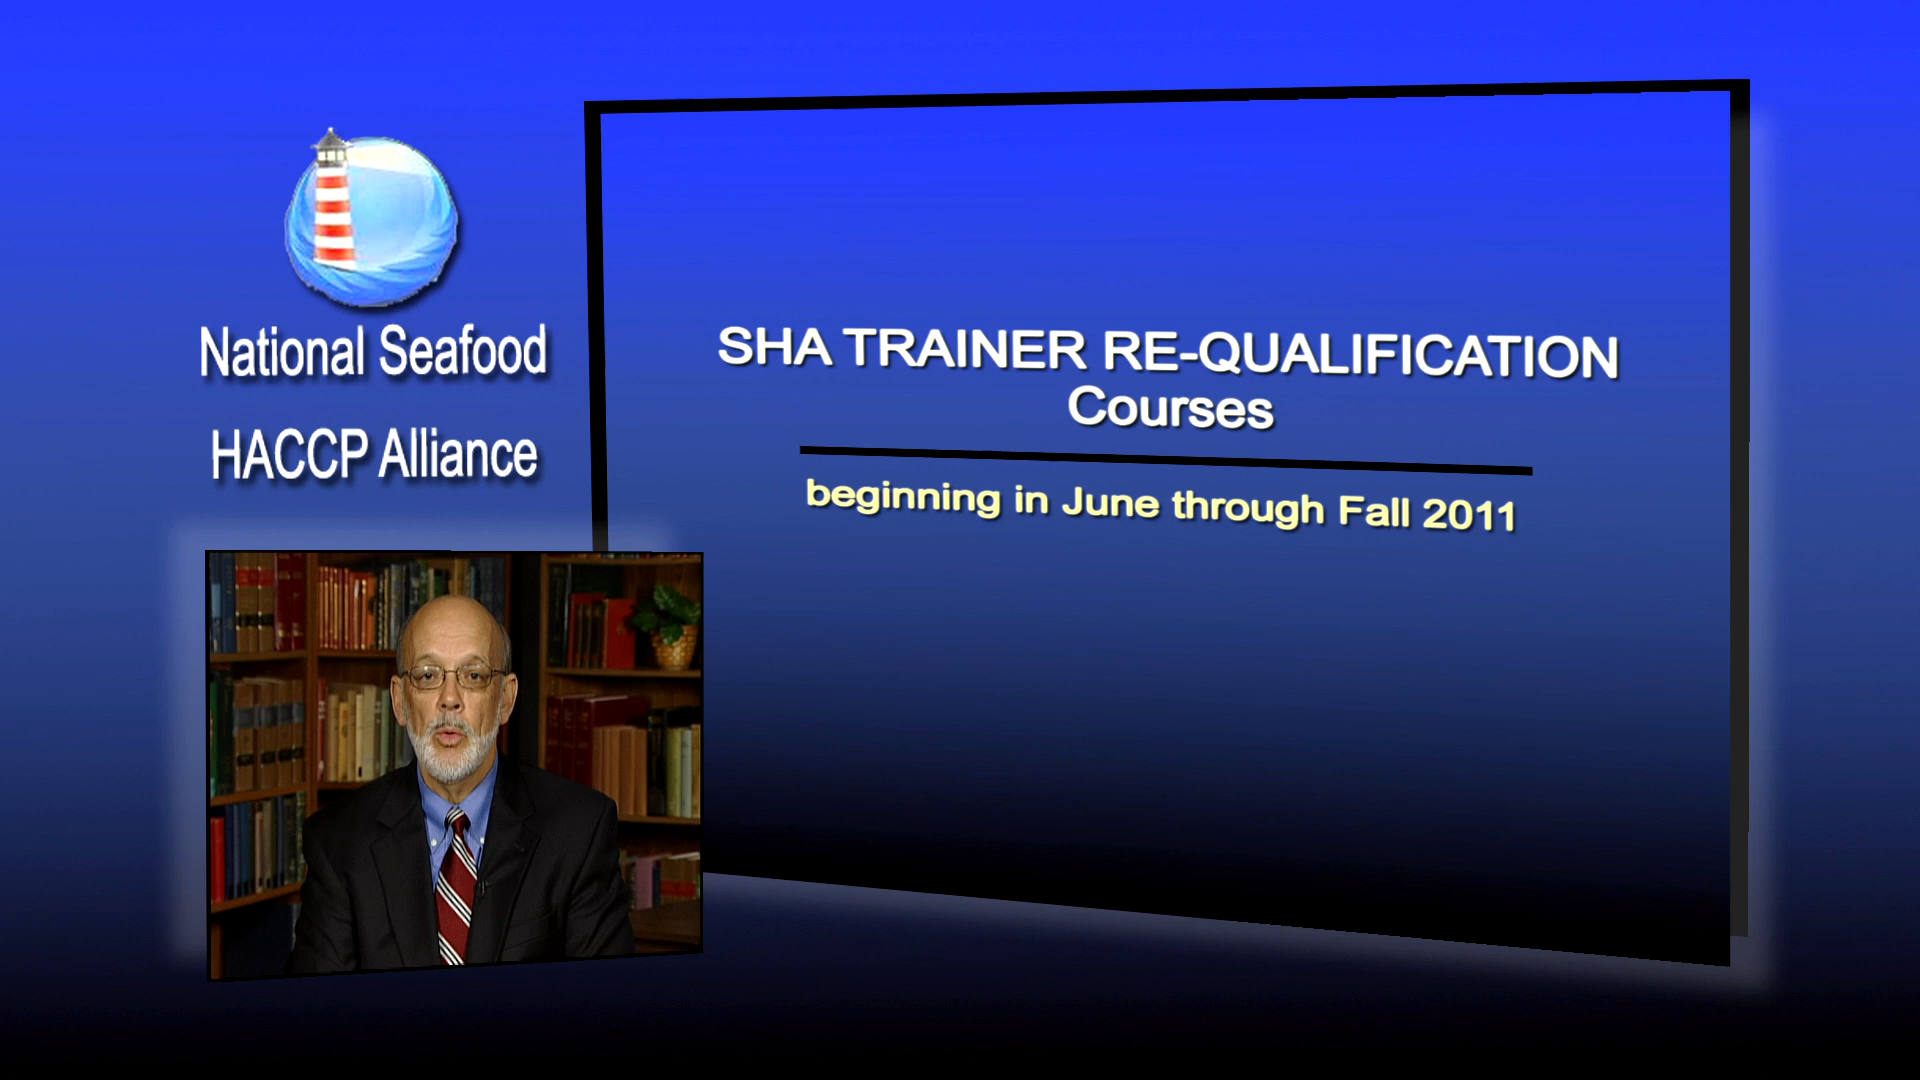 National Seafood
HACCP Alliance
SHA TRAINER RE-QUALIFICATION
Courses
beginning in June through Fall 2011